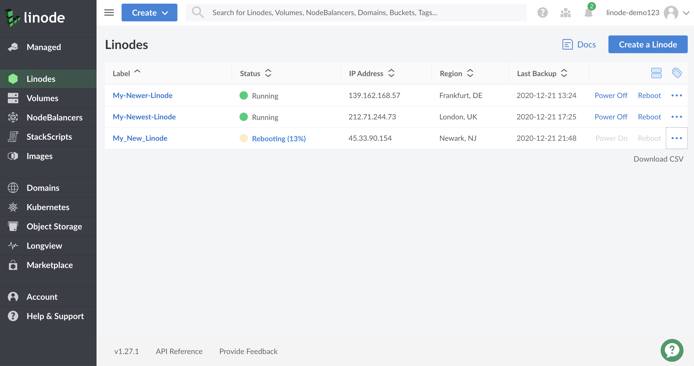 linode
Create
Search for Linodes, Volumes, NodeBalancers, Domains, Buckets, Tags...
2
linode-demo123
Managed
Linodes
Volumes
NodeBalancers
StackScripts
Images
Domains
Kubernetes
Object Storage
Longview
Marketplace
Account
Help & Support
Linodes
Docs
Create a Linode
Label Status IP Address Region Last Backup
My-Newer-Linode Running 139.162.168.57 Frankfurt, DE 2020-12-21 13:24 Power Off Reboot ...
My-Newest-Linode Running 212.71.244.73 London, UK 2020-12-21 17:25 Power Off Reboot ...
My_New_Linode Rebooting (13%) 45.33.90.154 Newark, NJ 2020-12-21 21:48 Power On Reboot ...
Download CSV
v1.27.1 API Reference Provide Feedback